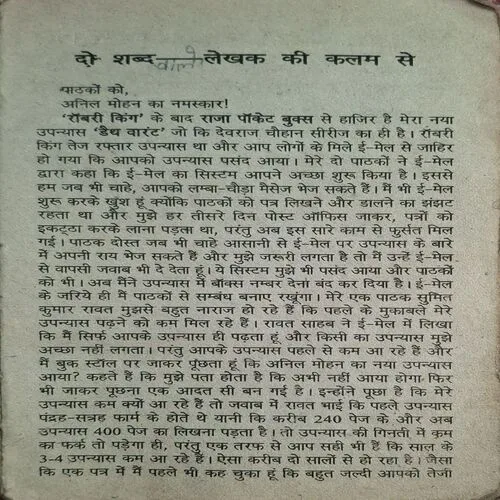 दो शब्द वाले लेखक की कलम से
पाठकों को,
अनिल मोहन का नमस्कार!
'रॉबरी किंग' के बाद राजा पॉकेट बुक्स से हाजिर है मेरा नया
उपन्यास 'डैथ वारंट' जो कि देवराज चौहान सीरीज का ही है। रॉबरी
किंग तेज रफ्तार उपन्यास था और आप लोगों के मिले ई-मेल से जाहिर
हो गया कि आपको उपन्यास पसंद आया। मेरे दो पाठकों ने ई-मेल
द्वारा कहा कि ई-मेल का सिस्टम आपने अच्छा शुरू किया है। इससे
हम जब भी चाहे, आपको लम्बा-चौड़ा मैसेज भेज सकते हैं। मैं भी ई-मेल
शुरू करके खुश हूं क्योंकि पाठकों को पत्र लिखने और डालने का झंझट
रहता था और मुझे हर तीसरे दिन पोस्ट ऑफिस जाकर, पत्रों को
इकट्ठा करके लाना पड़ता था, परंतु अब इस सारे काम से फुर्सत मिल
गई। पाठक दोस्त जब भी चाहे आसानी से ई-मेल पर उपन्यास के बारे
में अपनी राय भेज सकते हैं और मुझे जरूरी लगता है तो मैं उन्हें ई-मेल
से वापसी जवाब भी दे देता हूं। ये सिस्टम मुझे भी पसंद आया और पाठकों
को भी। अब मैंने उपन्यास में बॉक्स नम्बर देना बंद कर दिया है। ई-मेल
के जरिये ही मैं पाठकों से सम्बंध बनाए रखूंगा। मेरे एक पाठक सुमित
कुमार रावत मुझसे बहुत नाराज हो रहे हैं कि पहले के मुकाबले मेरे
उपन्यास पढ़ने को कम मिल रहे हैं। रावत साहब ने ई-मेल में लिखा
कि मैं सिर्फ आपके उपन्यास ही पढ़ता हूं और किसी का उपन्यास मुझे
अच्छा नहीं लगता। परंतु आपके उपन्यास पहले से कम आ रहे हैं और
मैं बुक स्टॉल पर जाकर पूछता हूं कि अनिल मोहन का नया उपन्यास
आया? कहते हैं कि मुझे पता होता है कि अभी नहीं आया होगा फिर
भी जाकर पूछना एक आदत सी बन गई है। इन्होंने पूछा है कि मेरे
उपन्यास कम क्यों आ रहे हैं तो जवाब में रावत भाई कि पहले उपन्यास
पंद्रह-सत्रह फार्म के होते थे यानी कि करीब 240 पेज के और अब
उपन्यास 400 पेज का लिखना पड़ता है। तो उपन्यास की गिनती में कम
का फर्क तो पड़ेगा ही, परंतु एक तरफ से आप सही भी हैं कि साल के
3-4 उपन्यास कम आ रहे हैं। ऐसा करीब दो सालों से हो रहा है। जैसा
कि एक पत्र में मैं पहले भी कह चुका हूं कि बहुत जल्दी आपको तेजी